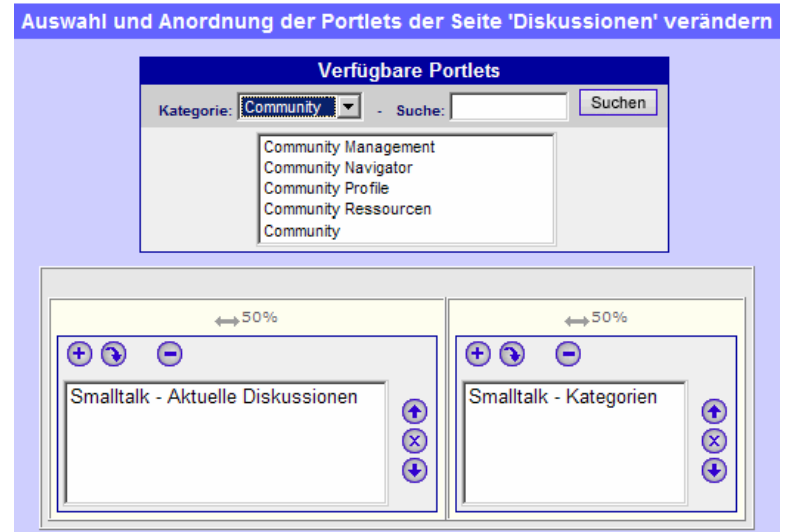 Auswahl und Anordnung der Portlets der Seite 'Diskussionen' verändern
Verfügbare Portlets
Kategorie: Community - Suche: Suchen
Community Management
Community Navigator
Community Profile
Community Ressourcen
Community
50% 50%
Smalltalk - Aktuelle Diskussionen
Smalltalk - Kategorien